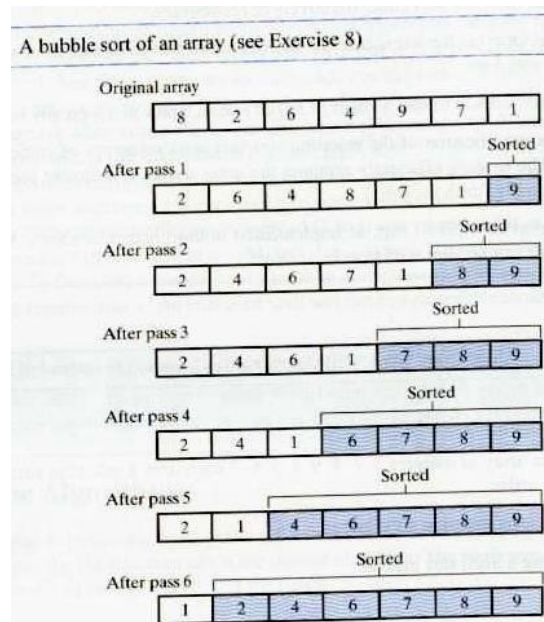 A bubble sort of an array (see Exercise 8)
Original array
8 2 6 4 9 7 1
Sorted
After pass 1
2 6 4 8 7 1 9
Sorted
After pass 2
2 4 6 7 1 8 9
Sorted
After pass 3
2 4 6 1 7 8 9
Sorted
After pass 4
2 4 1 6 7 8 9
Sorted
After pass 5
2 1 4 6 7 8 9
Sorted
After pass 6
1 2 4 6 7 8 9